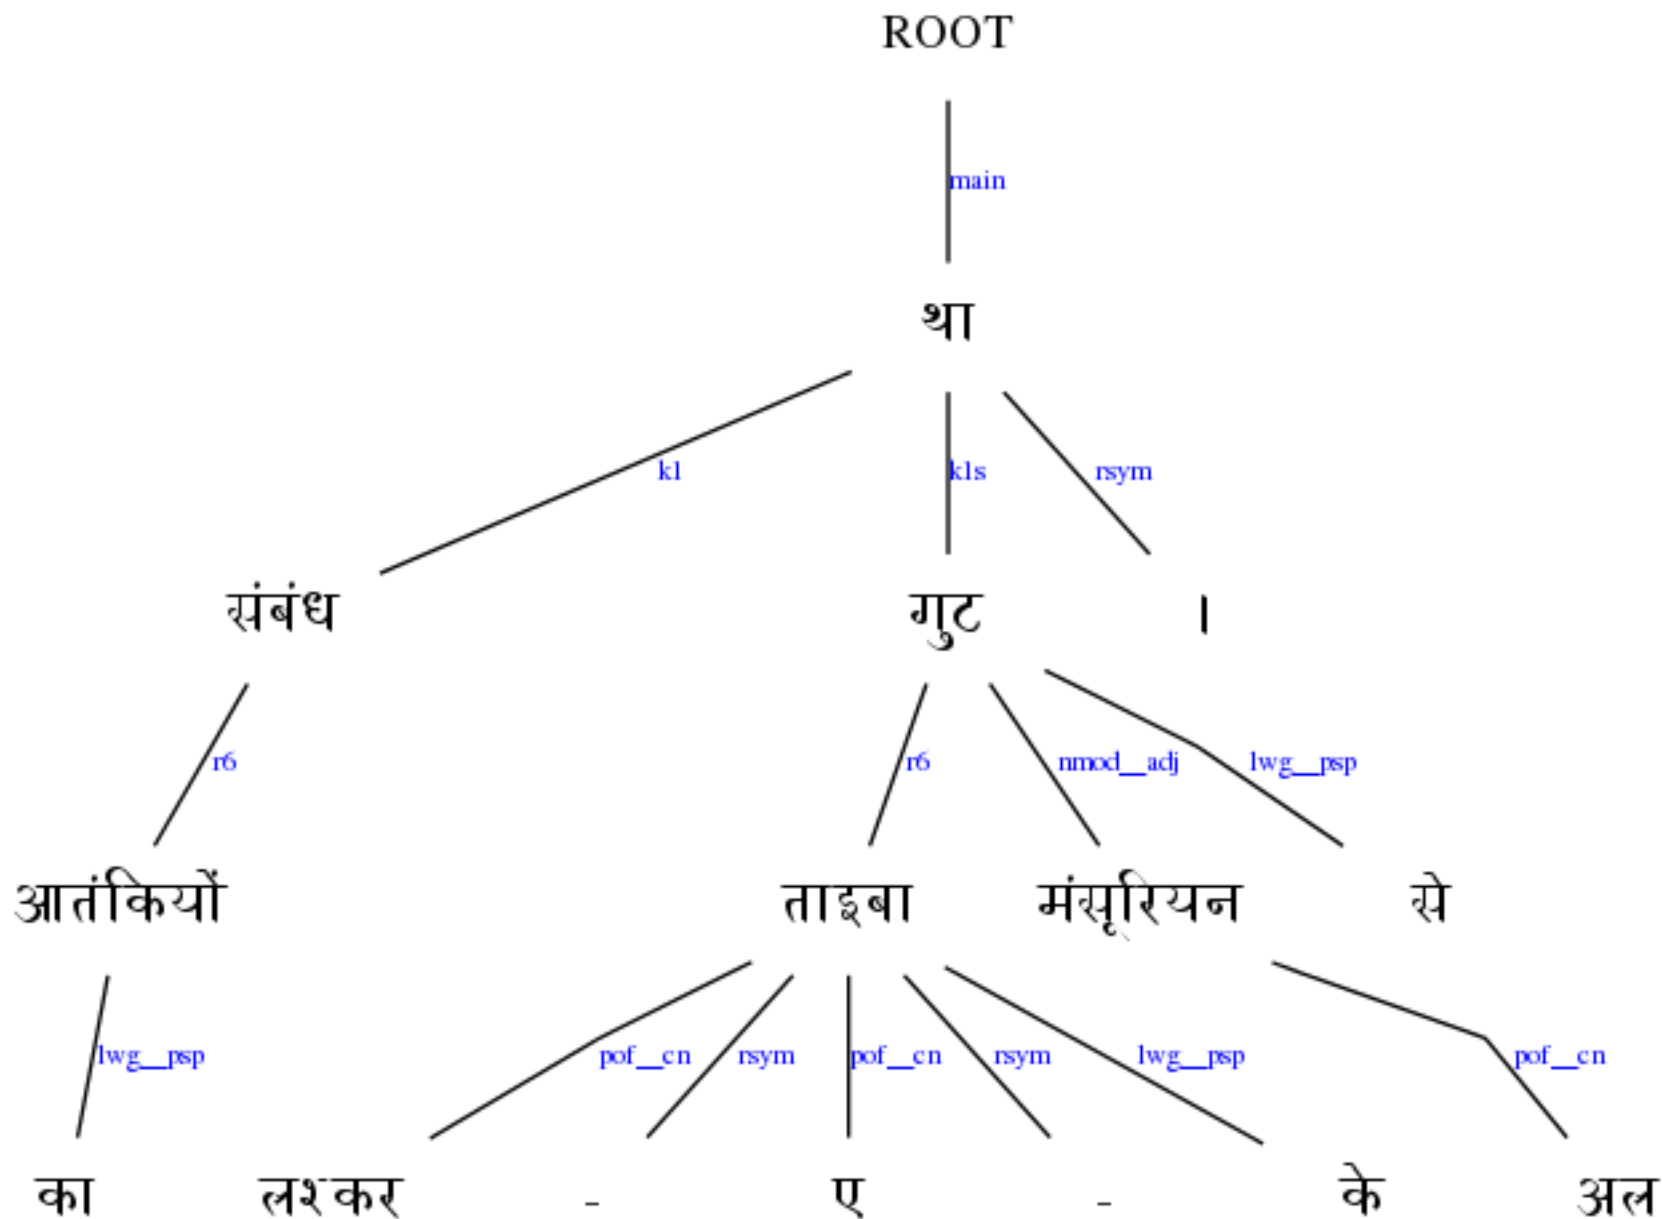 ROOT
main
था
k1 k1s rsym
संबंध गुट ।
r6 r6 nmod__adj lwg__psp
आतंकियों ताइबा मंसूरियन से
lwg__psp pof__cn rsym pof__cn rsym lwg__psp pof__cn
का लश्कर - ए - के अल